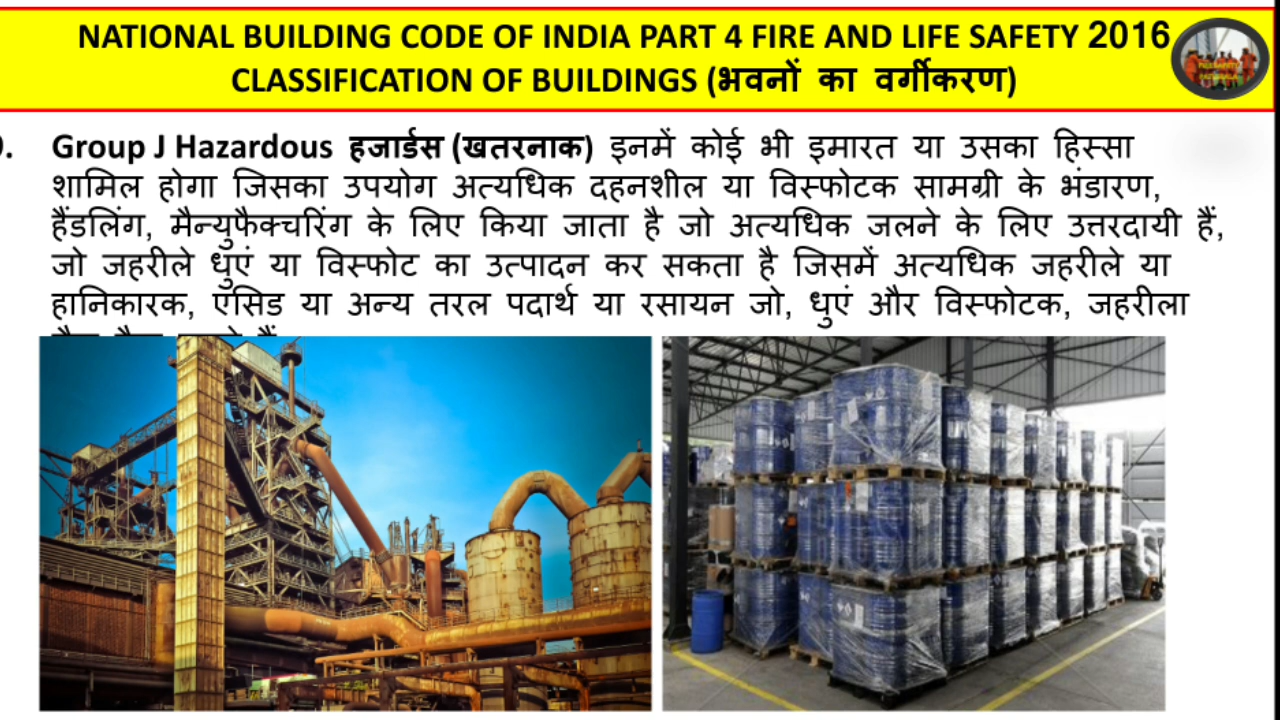 NATIONAL BUILDING CODE OF INDIA PART 4 FIRE AND LIFE SAFETY 2016
CLASSIFICATION OF BUILDINGS (भवनों का वर्गीकरण)
Group J Hazardous हजार्डस (खतरनाक) इनमें कोई भी इमारत या उसका हिस्सा
शामिल होगा जिसका उपयोग अत्यधिक दहनशील या विस्फोटक सामग्री के भंडारण,
हैंडलिंग, मैन्युफैक्चरिंग के लिए किया जाता है जो अत्यधिक जलने के लिए उत्तरदायी हैं,
जो जहरीले धुएं या विस्फोट का उत्पादन कर सकता है जिसमें अत्यधिक जहरीले या
हानिकारक, एसिड या अन्य तरल पदार्थ या रसायन जो, धुएं और विस्फोटक, जहरीला